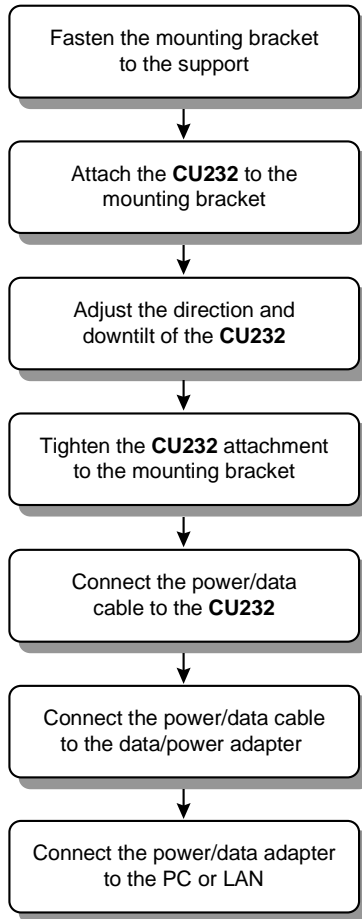 Fasten the mounting bracket
to the support
Attach the CU232 to the
mounting bracket
Adjust the direction and
downtilt of the CU232
Tighten the CU232 attachment
to the mounting bracket
Connect the power/data
cable to the CU232
Connect the power/data cable
to the data/power adapter
Connect the power/data adapter
to the PC or LAN